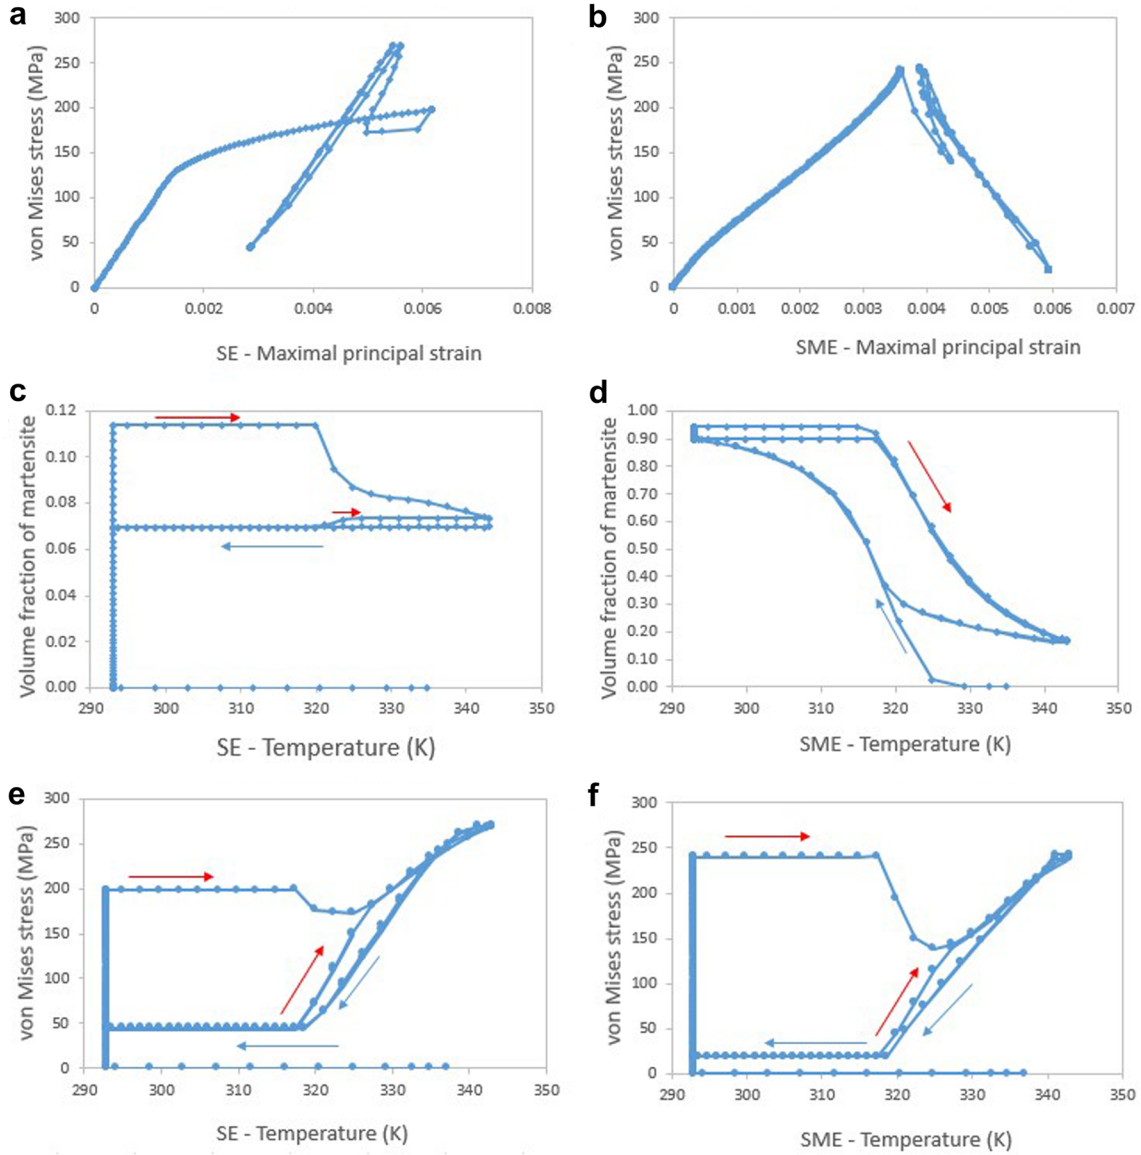 a
300
250
200
150
100
50
0
von Mises stress (MPa)
0 0.002 0.004 0.006 0.008
SE - Maximal principal strain
b
300
250
200
150
100
50
0
von Mises stress (MPa)
0 0.001 0.002 0.003 0.004 0.005 0.006 0.007
SME - Maximal principal strain
c
0.12
0.10
0.08
0.06
0.04
0.02
0.00
Volume fraction of martensite
290 300 310 320 330 340 350
SE - Temperature (K)
d
1.00
0.90
0.80
0.70
0.60
0.50
0.40
0.30
0.20
0.10
0.00
Volume fraction of martensite
290 300 310 320 330 340 350
SME - Temperature (K)
e
300
250
200
150
100
50
0
von Mises stress (MPa)
290 300 310 320 330 340 350
SE - Temperature (K)
f
300
250
200
150
100
50
0
von Mises stress (MPa)
290 300 310 320 330 340 350
SME - Temperature (K)